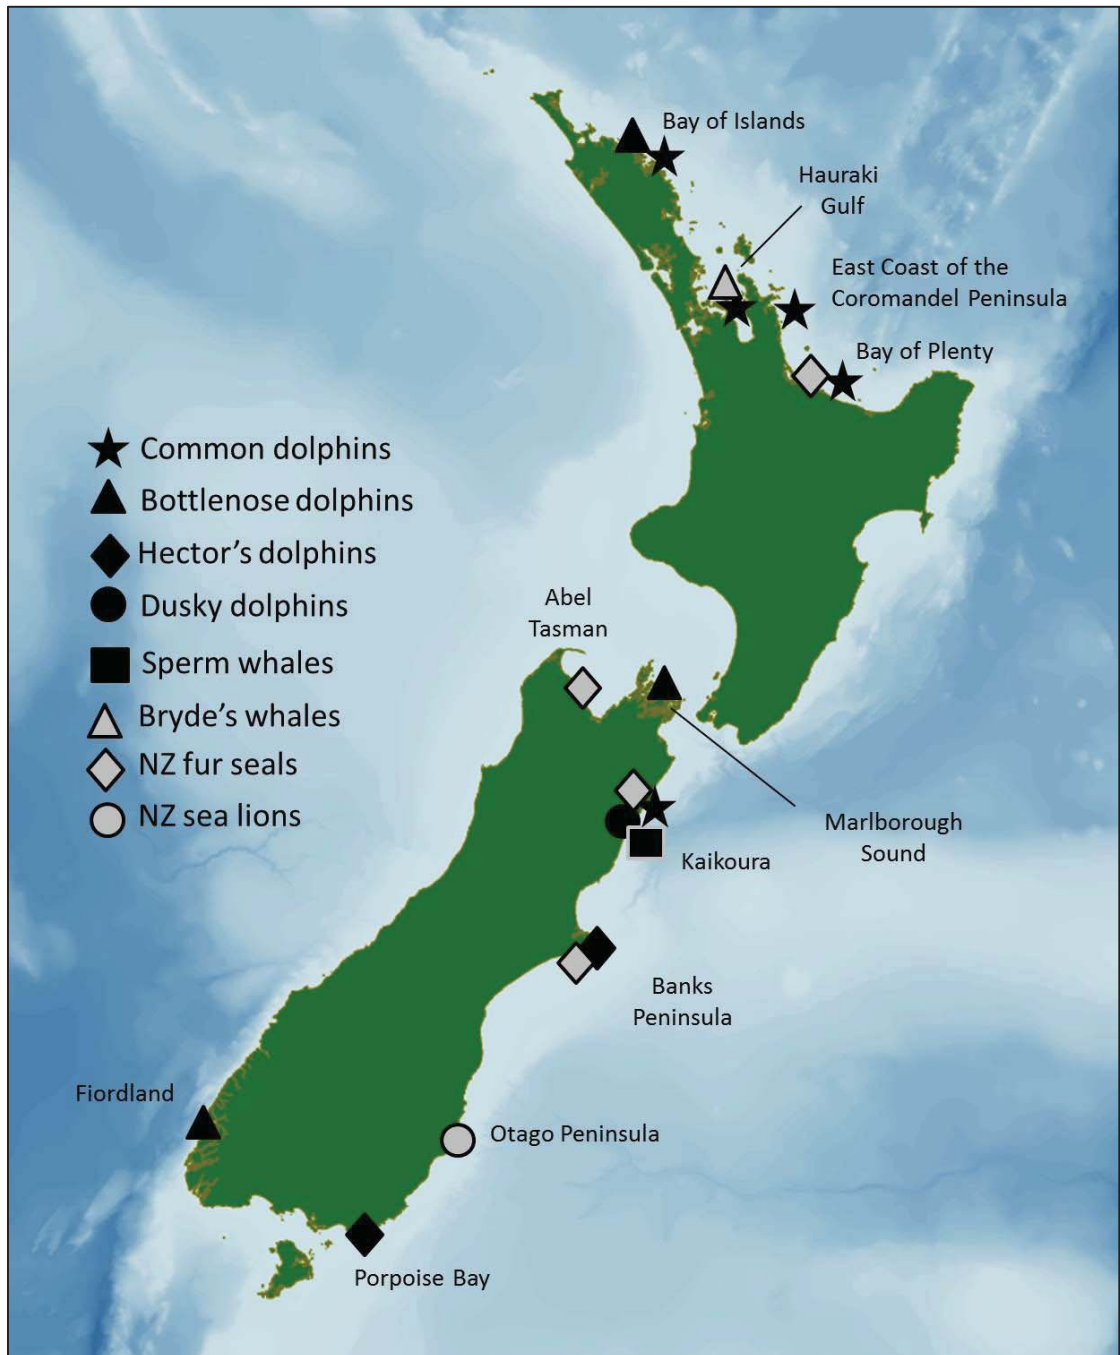 Bay of Islands
Hauraki
Gulf
East Coast of the
Coromandel Peninsula
Bay of Plenty
Common dolphins
Bottlenose dolphins
Hector's dolphins
Dusky dolphins
Sperm whales
Bryde's whales
NZ fur seals
NZ sea lions
Abel
Tasman
Marlborough
Sound
Kaikoura
Banks
Peninsula
Fiordland
Otago Peninsula
Porpoise Bay